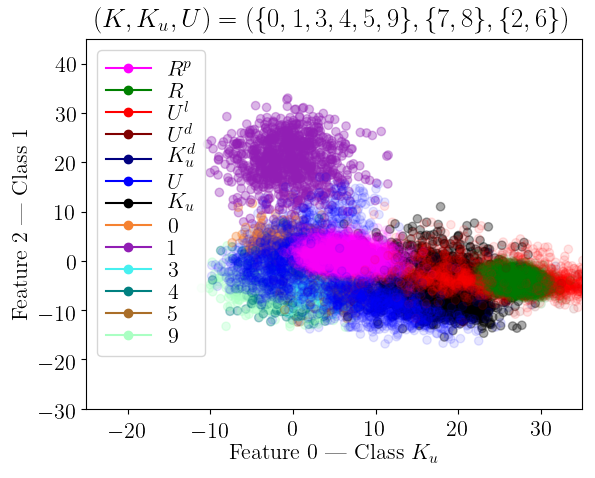 (K, K_u, U) = ({0, 1, 3, 4, 5, 9}, {7, 8}, {2, 6})
Feature 2 — Class 1
40
30
20
10
0
−10
−20
−30
R^p
R
U^l
U^d
K_u^d
U
K_u
0
1
3
4
5
9
−20 −10 0 10 20 30
Feature 0 — Class K_u